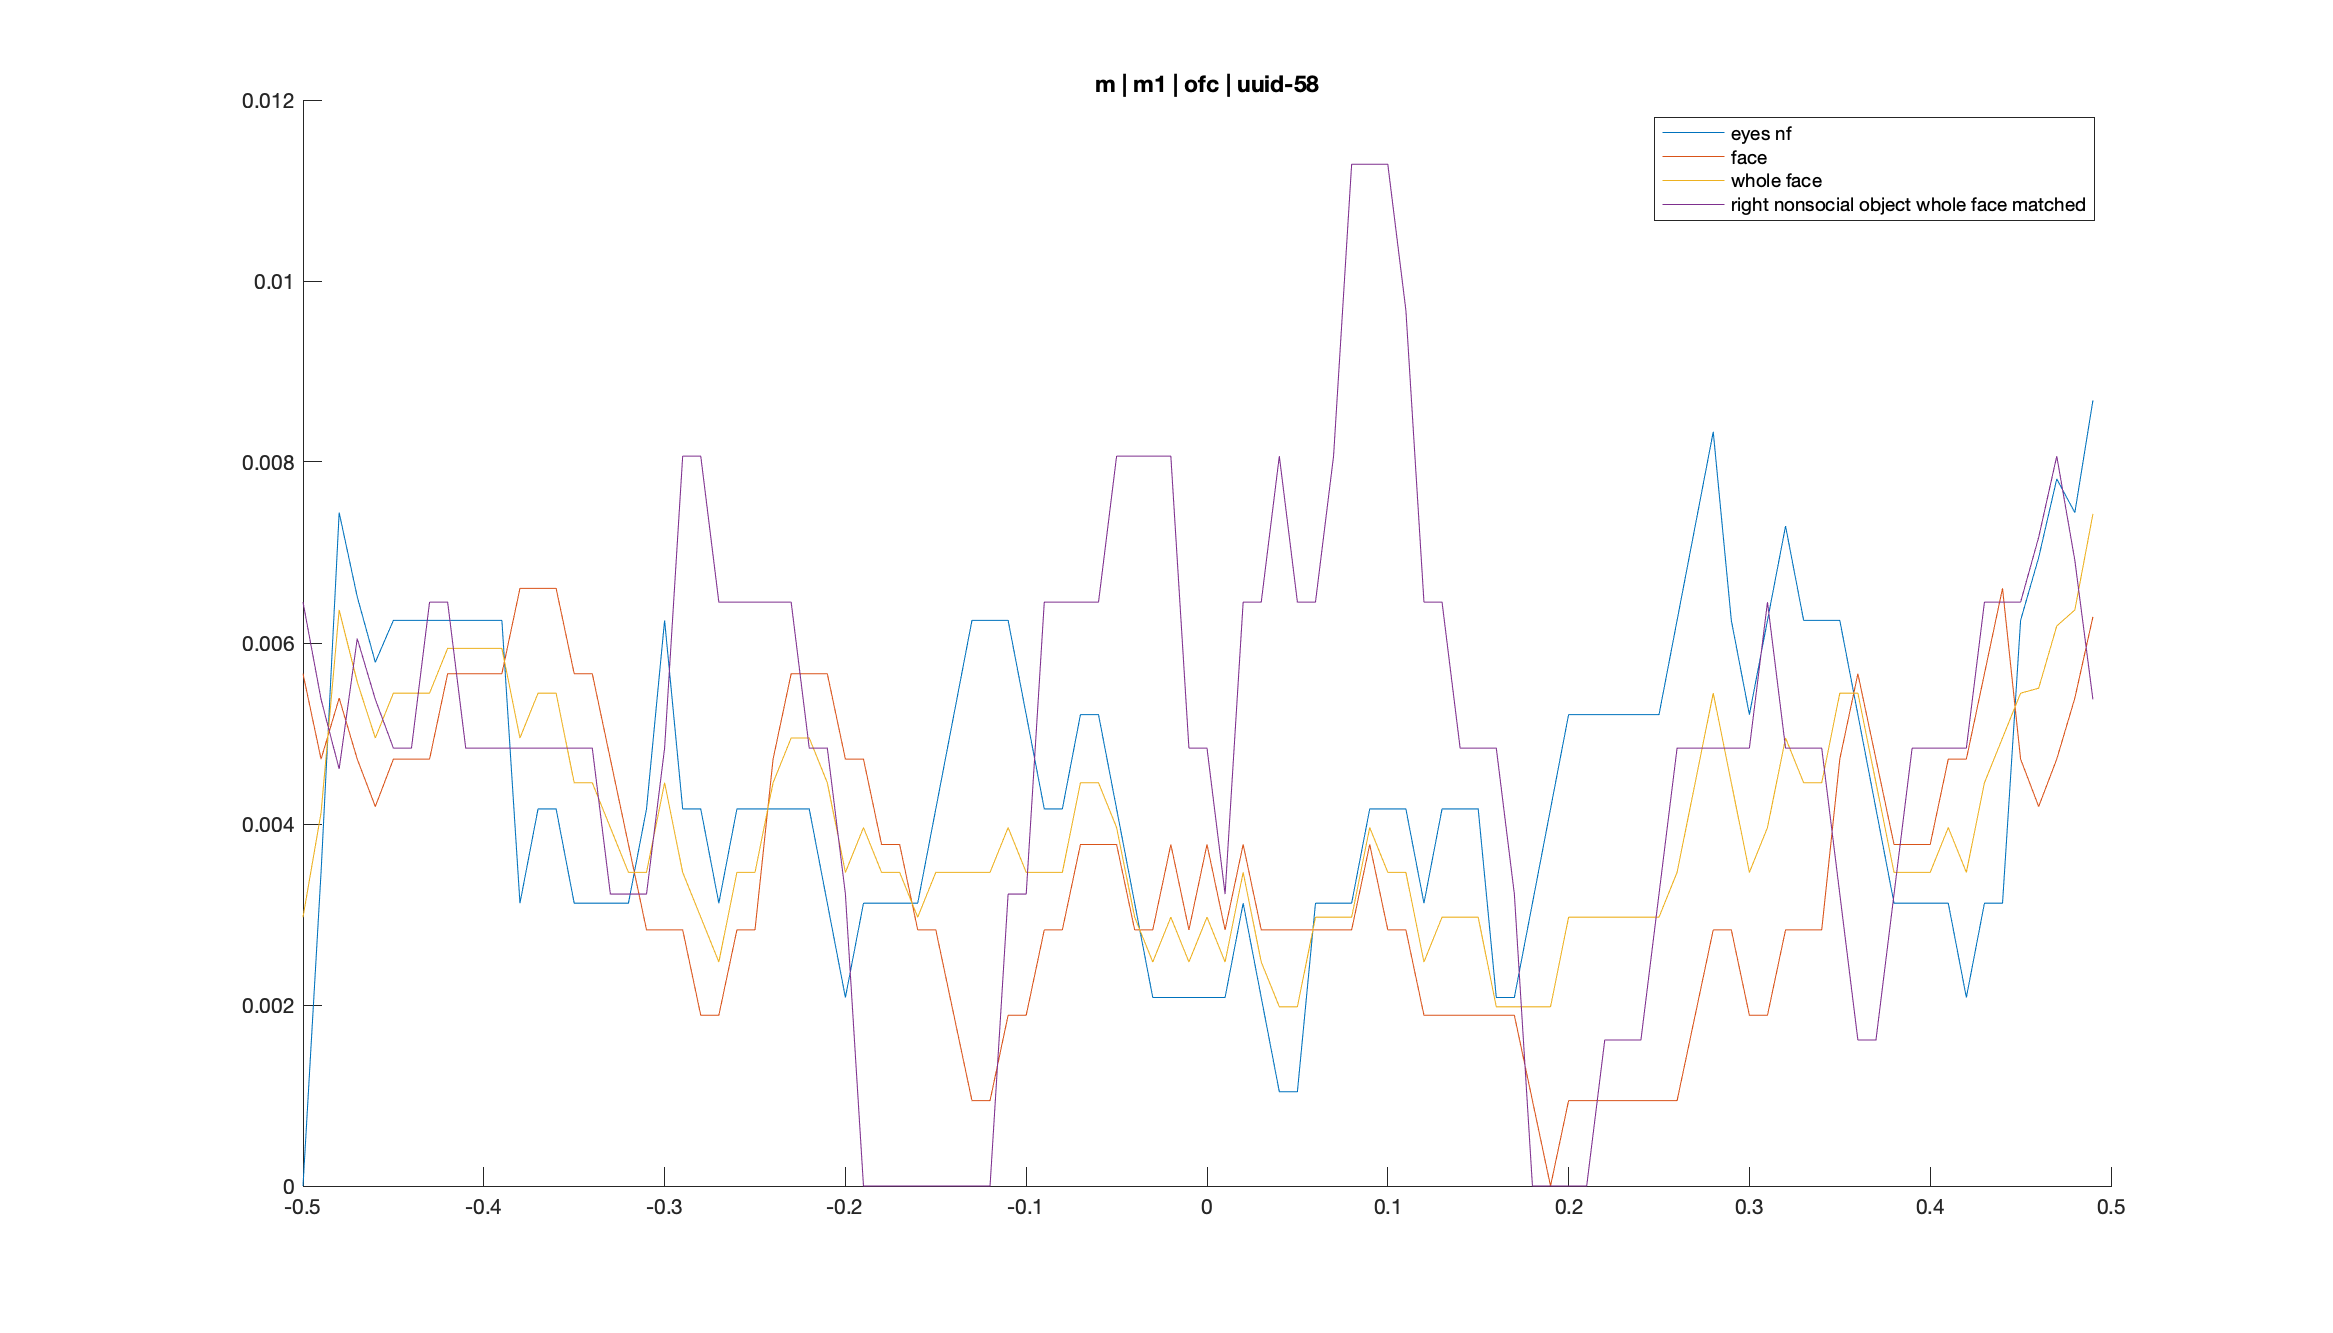 m | m1 | ofc | uuid-58
0.012
0.01
0.008
0.006
0.004
0.002
0
eyes nf
face
whole face
right nonsocial object whole face matched
-0.5 -0.4 -0.3 -0.2 -0.1 0 0.1 0.2 0.3 0.4 0.5